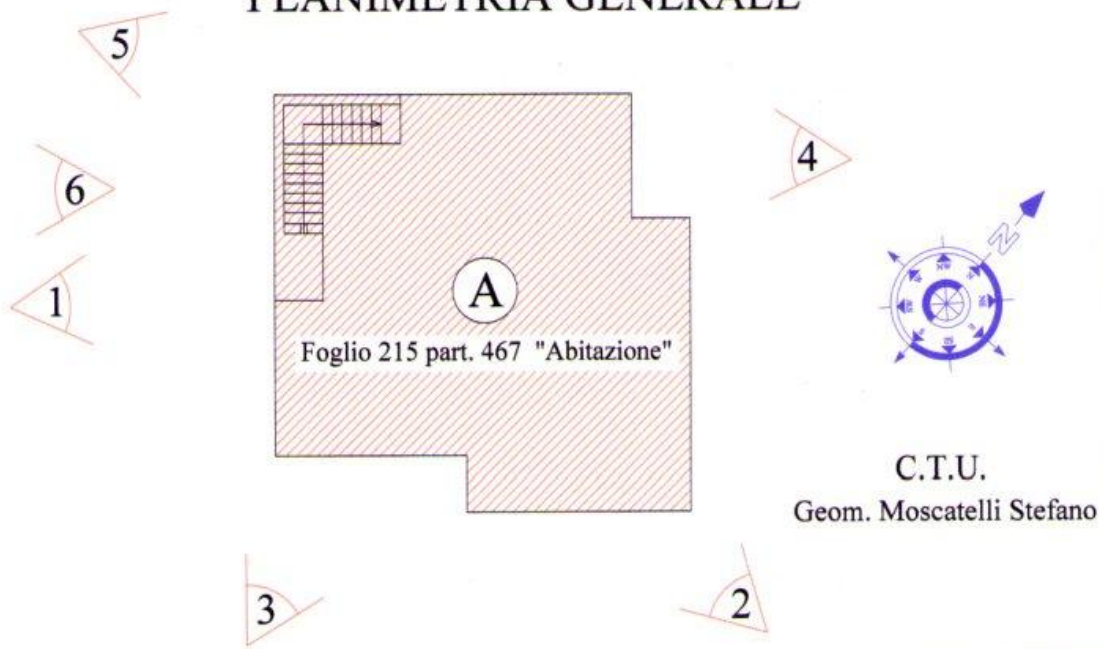 PLANIMETRIA GENERALE
5
4
6
1
N
A
Foglio 215 part. 467 "Abitazione"
C.T.U.
Geom. Moscatelli Stefano
3
2